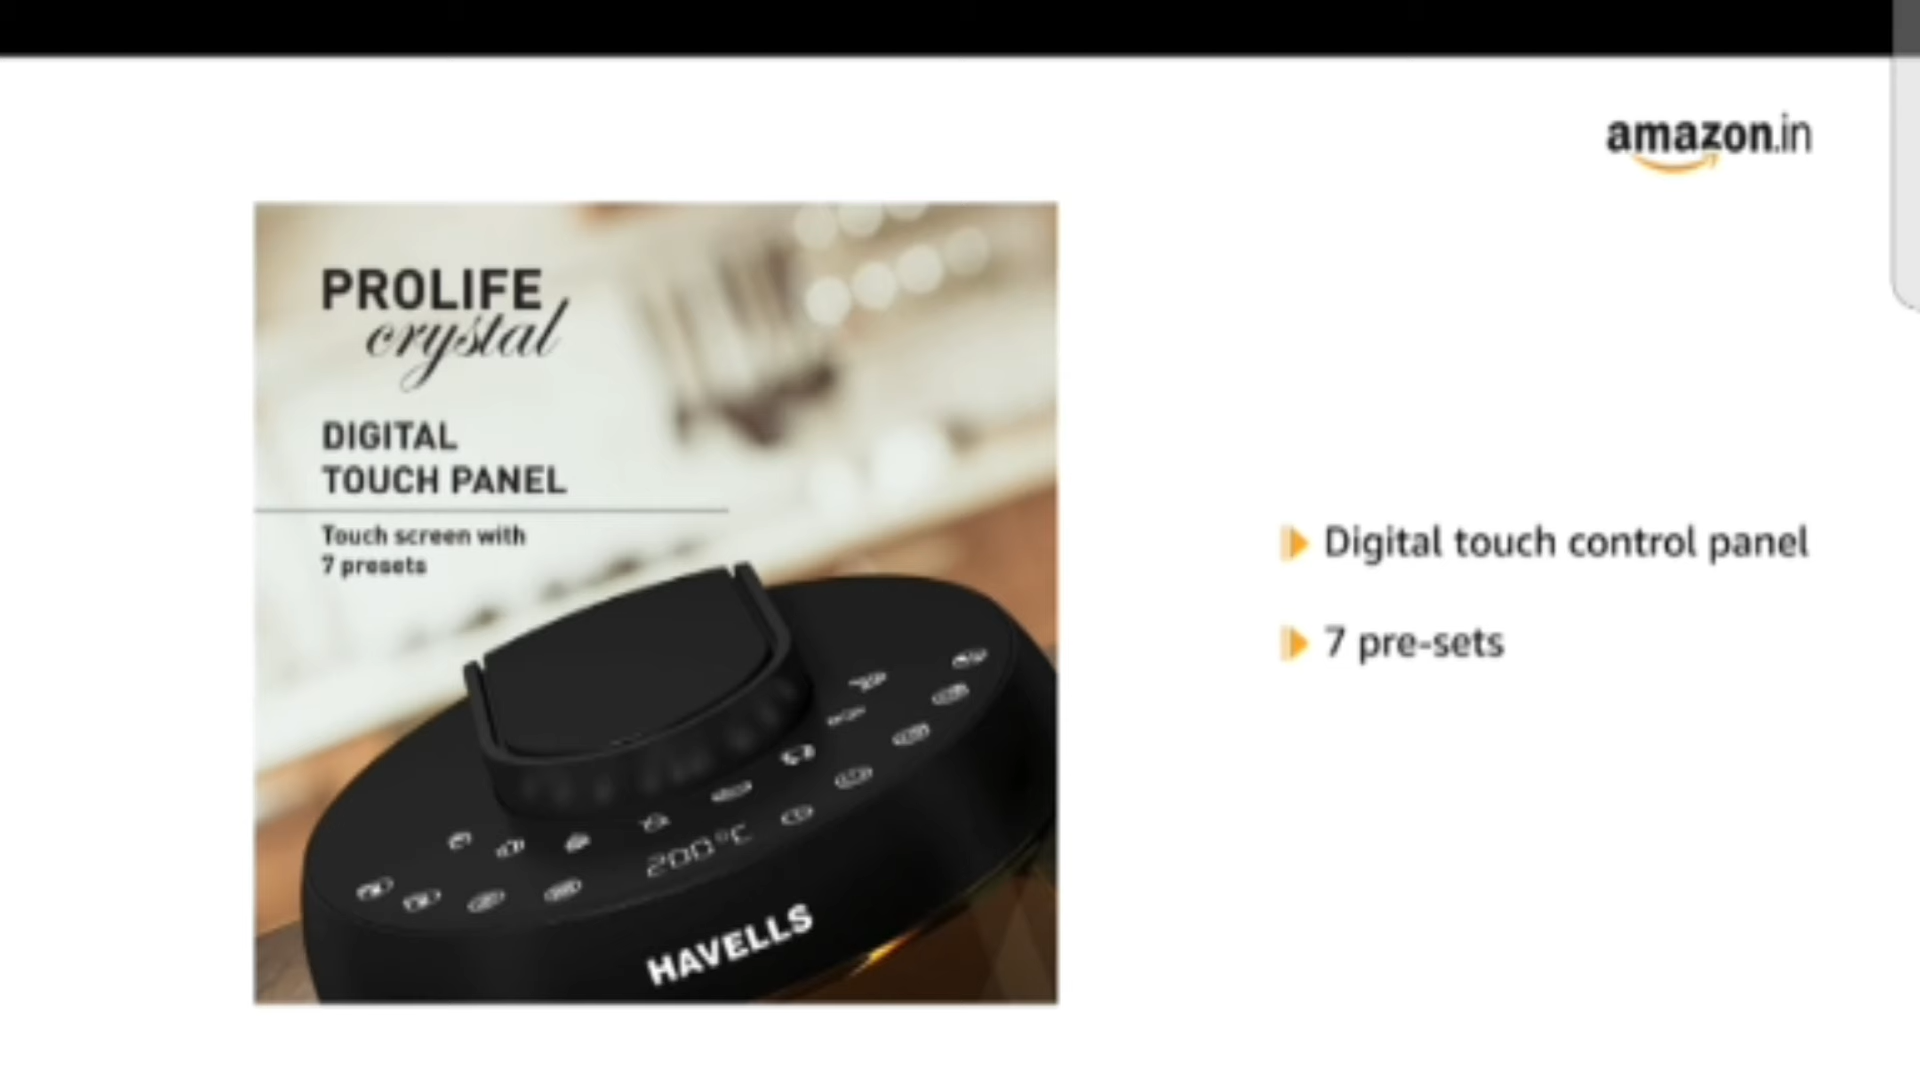 amazon.in
PROLIFE
crystal
DIGITAL
TOUCH PANEL
Touch screen with
7 presets
200°C
HAVELLS
Digital touch control panel
7 pre-sets